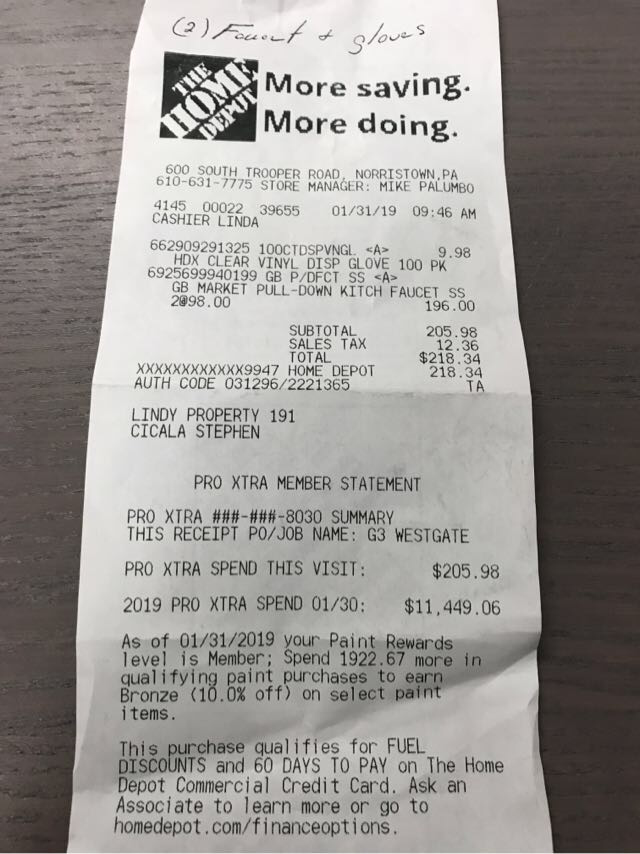 (2) Faucet + gloves
THE HOME DEPOT
More saving.
More doing.
600 SOUTH TROOPER ROAD, NORRISTOWN,PA
610-631-7775 STORE MANAGER: MIKE PALUMBO
4145 00022 39655 01/31/19 09:46 AM
CASHIER LINDA
662909291325 100CTDSPVNGL <A> 9.98
HDX CLEAR VINYL DISP GLOVE 100 PK
6925699940199 GB P/DFCT SS <A>
GB MARKET PULL-DOWN KITCH FAUCET SS
2@98.00 196.00
SUBTOTAL 205.98
SALES TAX 12.36
TOTAL $218.34
XXXXXXXXXXXX9947 HOME DEPOT 218.34
AUTH CODE 031296/2221365 TA
LINDY PROPERTY 191
CICALA STEPHEN
PRO XTRA MEMBER STATEMENT
PRO XTRA ###-###-8030 SUMMARY
THIS RECEIPT PO/JOB NAME: G3 WESTGATE
PRO XTRA SPEND THIS VISIT: $205.98
2019 PRO XTRA SPEND 01/30: $11,449.06
As of 01/31/2019 your Paint Rewards
level is Member; Spend 1922.67 more in
qualifying paint purchases to earn
Bronze (10.0% off) on select paint
items.
This purchase qualifies for FUEL
DISCOUNTS and 60 DAYS TO PAY on The Home
Depot Commercial Credit Card. Ask an
Associate to learn more or go to
homedepot.com/financeoptions.